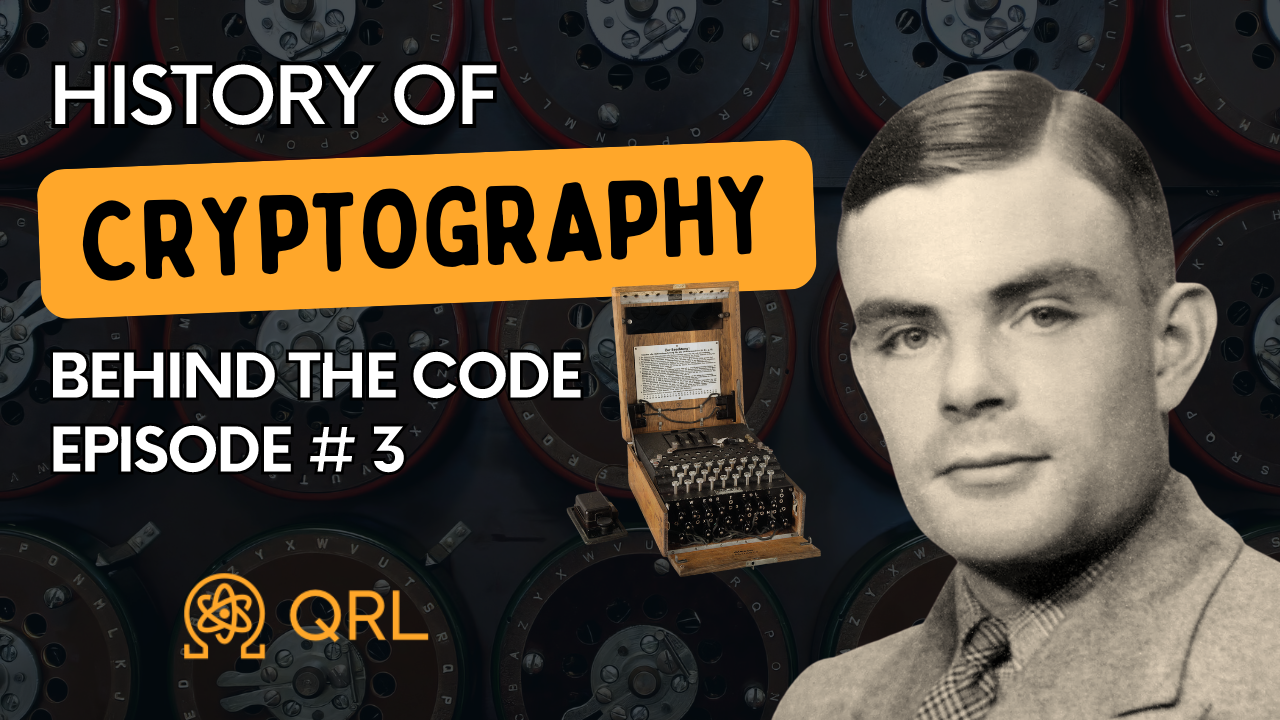 HISTORY OF
CRYPTOGRAPHY
BEHIND THE CODE
EPISODE # 3
QRL